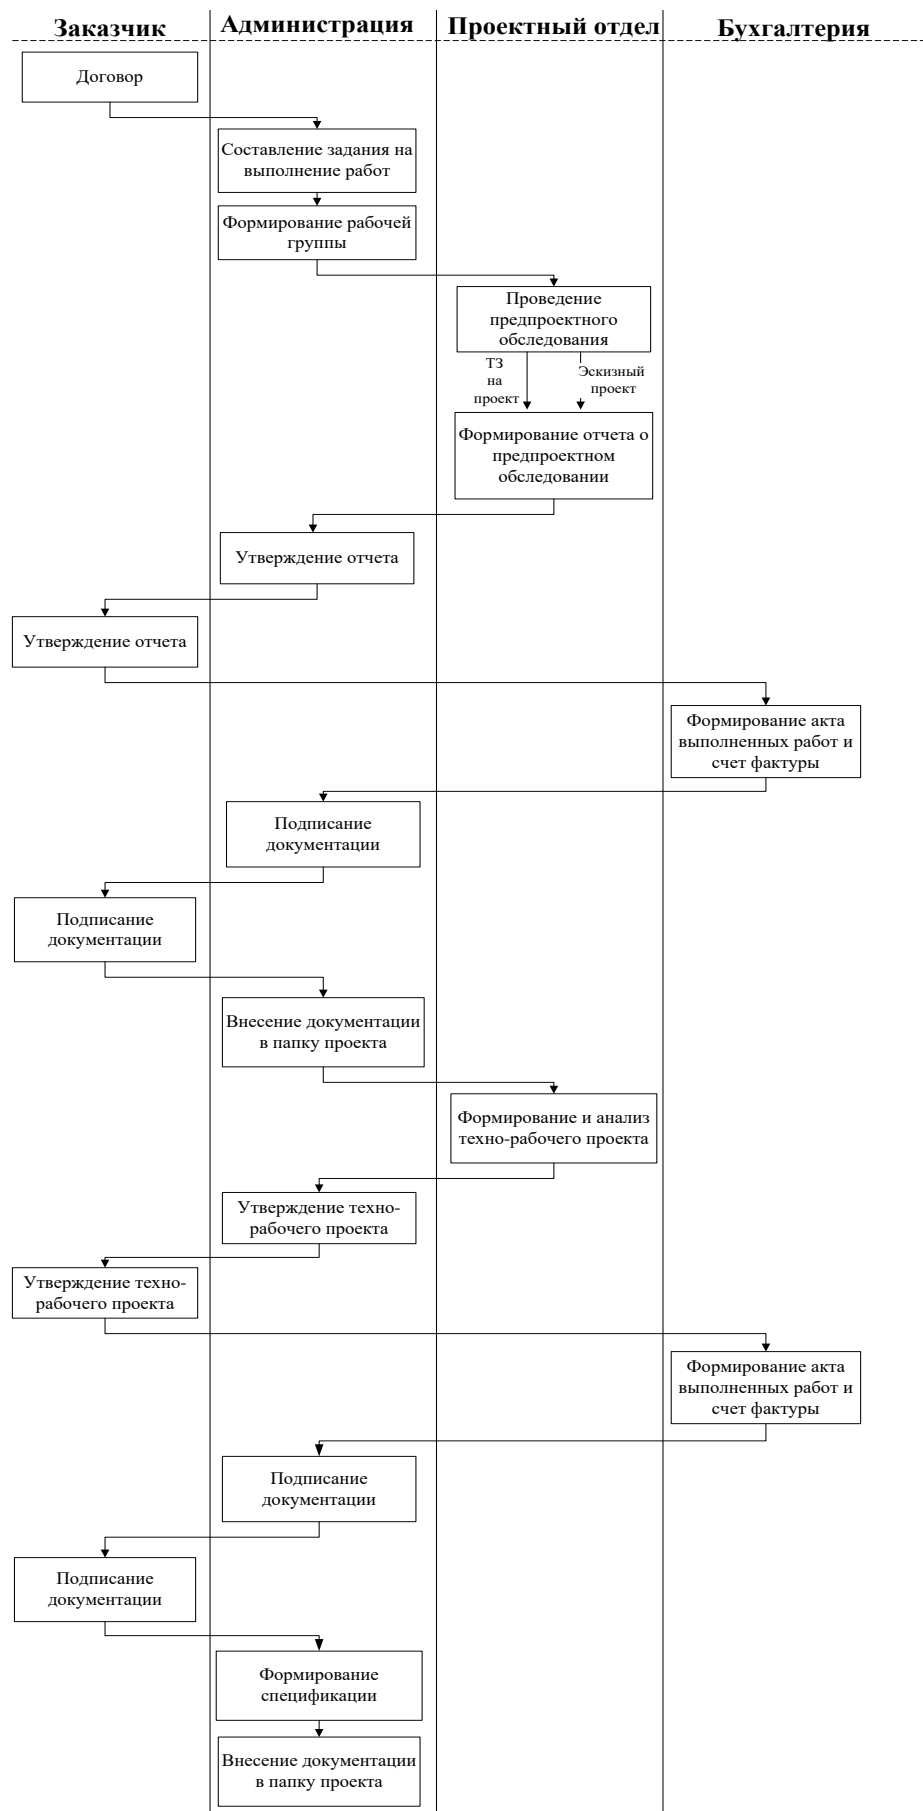 Заказчик
Администрация
Проектный отдел
Бухгалтерия
Договор
Составление задания на
выполнение работ
Формирование рабочей
группы
Проведение
предпроектного
обследования
ТЗ
на
проект
Эскизный
проект
Формирование отчета о
предпроектном
обследовании
Утверждение отчета
Утверждение отчета
Формирование акта
выполненных работ и
счет фактуры
Подписание
документации
Подписание
документации
Внесение документации
в папку проекта
Формирование и анализ
техно-рабочего проекта
Утверждение техно-
рабочего проекта
Утверждение техно-
рабочего проекта
Формирование акта
выполненных работ и
счет фактуры
Подписание
документации
Подписание
документации
Формирование
спецификации
Внесение документации
в папку проекта